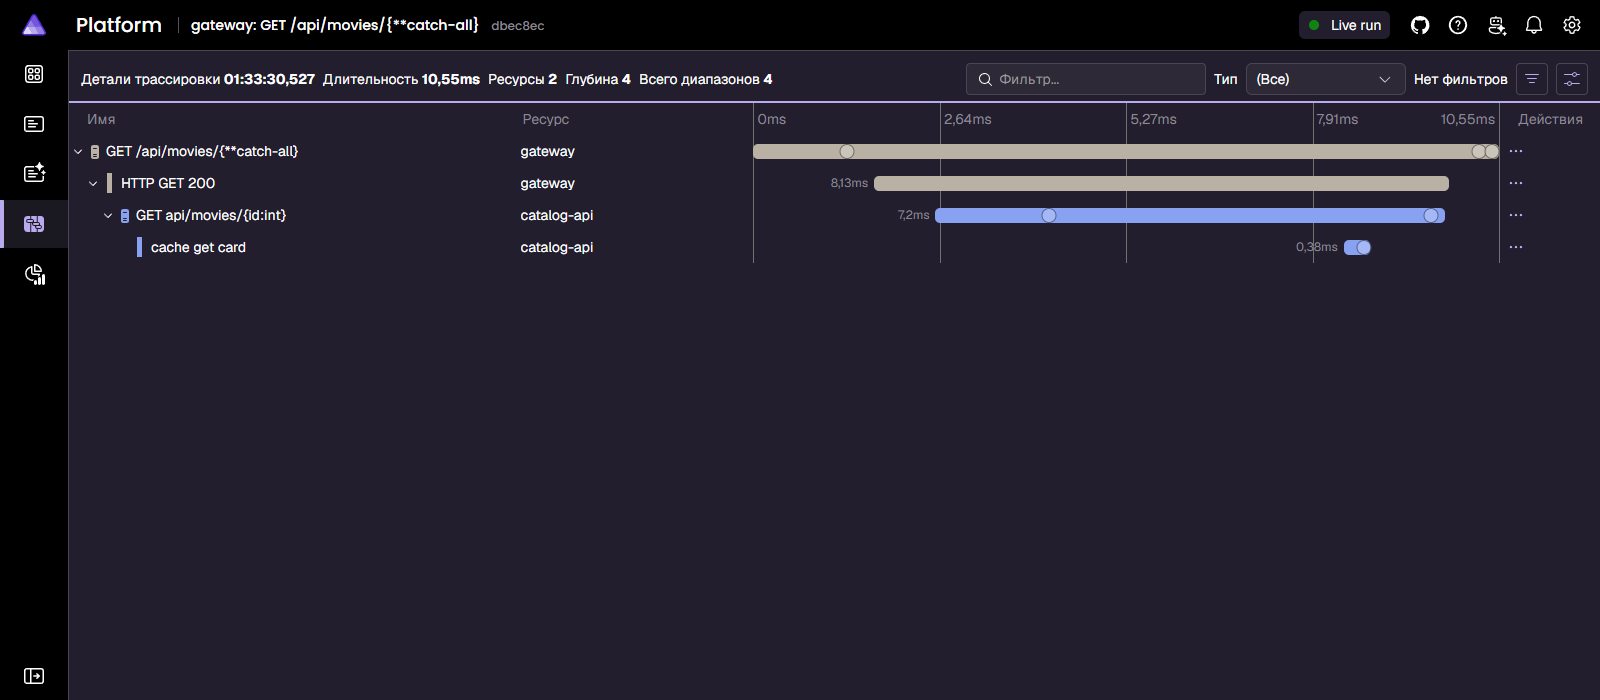 Platform gateway: GET /api/movies/{**catch-all} dbec8ec Live run
Детали трассировки 01:33:30,527 Длительность 10,55ms Ресурсы 2 Глубина 4 Всего диапазонов 4 Фильтр... Тип (Все) Нет фильтров
Имя Ресурс 0ms 2,64ms 5,27ms 7,91ms 10,55ms Действия
GET /api/movies/{**catch-all} gateway
HTTP GET 200 gateway 8,13ms
GET api/movies/{id:int} catalog-api 7,2ms
cache get card catalog-api 0,38ms